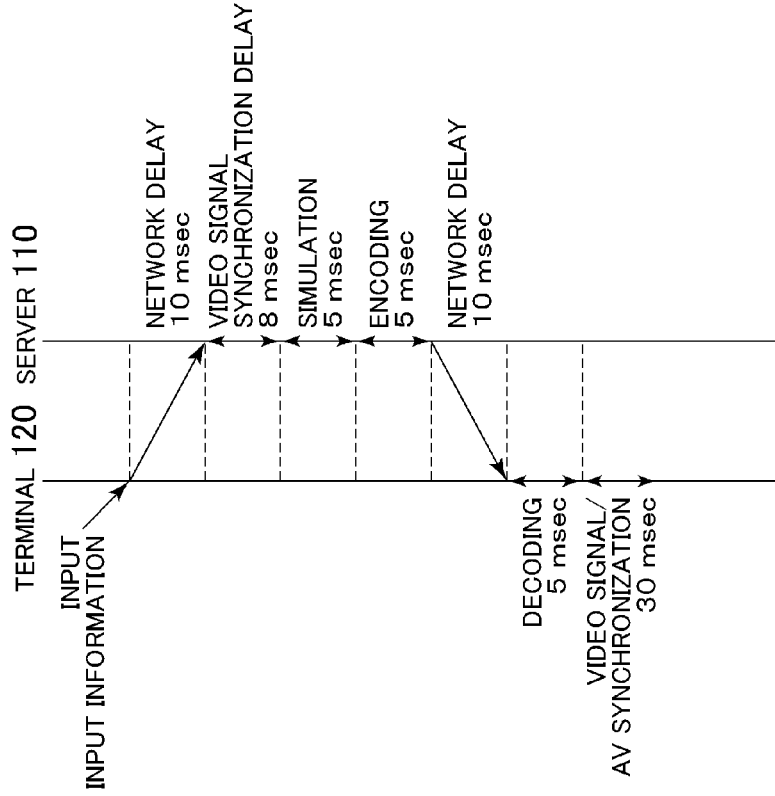 TERMINAL 120 SERVER 110
INPUT
INPUT INFORMATION
NETWORK DELAY
10 msec
VIDEO SIGNAL
SYNCHRONIZATION DELAY
8 msec
SIMULATION
5 msec
ENCODING
5 msec
NETWORK DELAY
10 msec
DECODING
5 msec
VIDEO SIGNAL/
AV SYNCHRONIZATION
30 msec